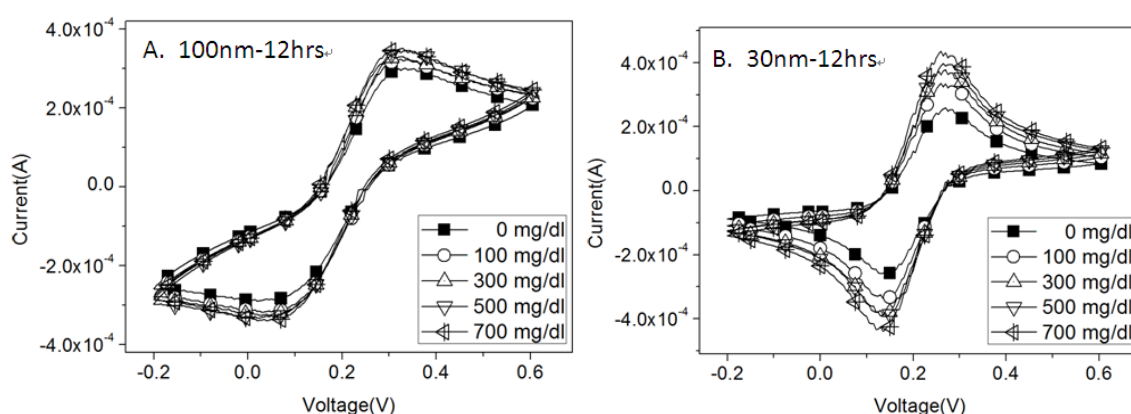 A. 100nm-12hrs
4.0x10⁻⁴
2.0x10⁻⁴
0.0
-2.0x10⁻⁴
-4.0x10⁻⁴
Current(A)
-0.2 0.0 0.2 0.4 0.6
Voltage(V)
0 mg/dl
100 mg/dl
300 mg/dl
500 mg/dl
700 mg/dl
B. 30nm-12hrs
4.0x10⁻⁴
2.0x10⁻⁴
0.0
-2.0x10⁻⁴
-4.0x10⁻⁴
Current(A)
-0.2 0.0 0.2 0.4 0.6
Voltage(V)
0 mg/dl
100 mg/dl
300 mg/dl
500 mg/dl
700 mg/dl